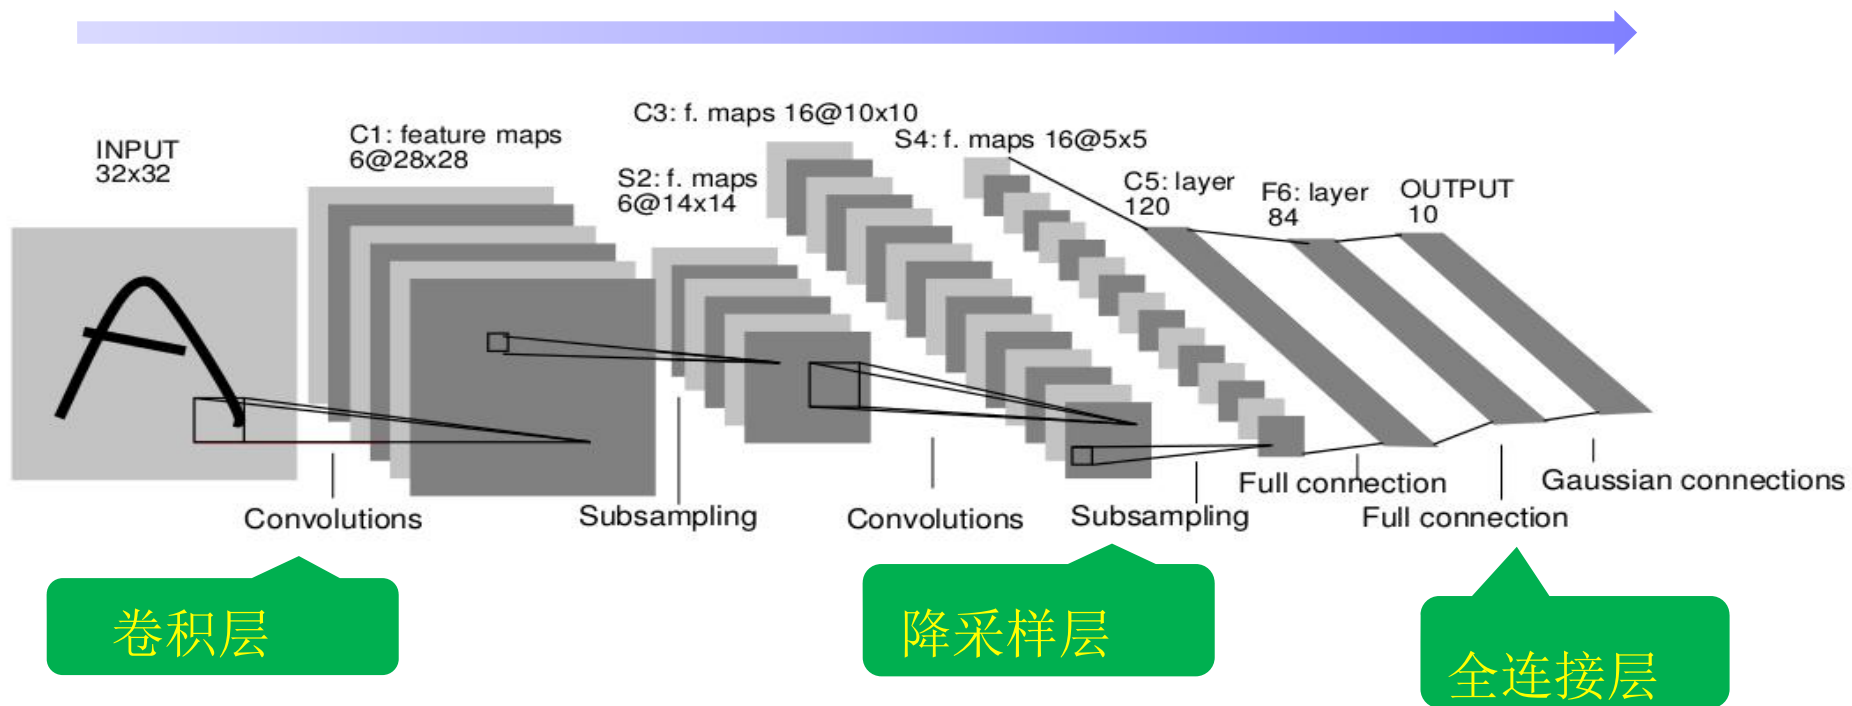 INPUT
32x32
C1: feature maps
6@28x28
S2: f. maps
6@14x14
C3: f. maps 16@10x10
S4: f. maps 16@5x5
C5: layer
120
F6: layer
84
OUTPUT
10
Convolutions
Subsampling
Convolutions
Subsampling
Full connection
Full connection
Gaussian connections
卷积层
降采样层
全连接层